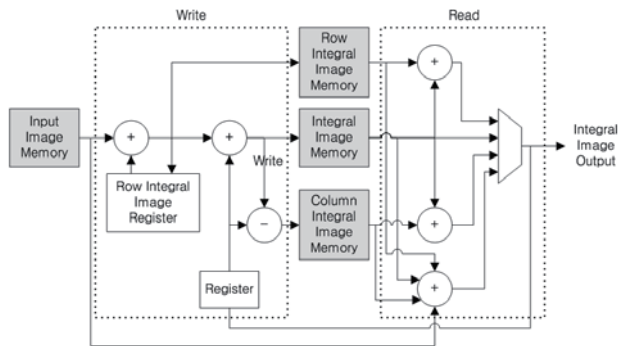 Write
Read
Row
Integral
Image
Memory
+
Input
Image
Memory
+
+
Integral
Image
Memory
Integral
Image
Output
Write
Row Integral
Image
Register
−
Column
Integral
Image
Memory
+
Register
+